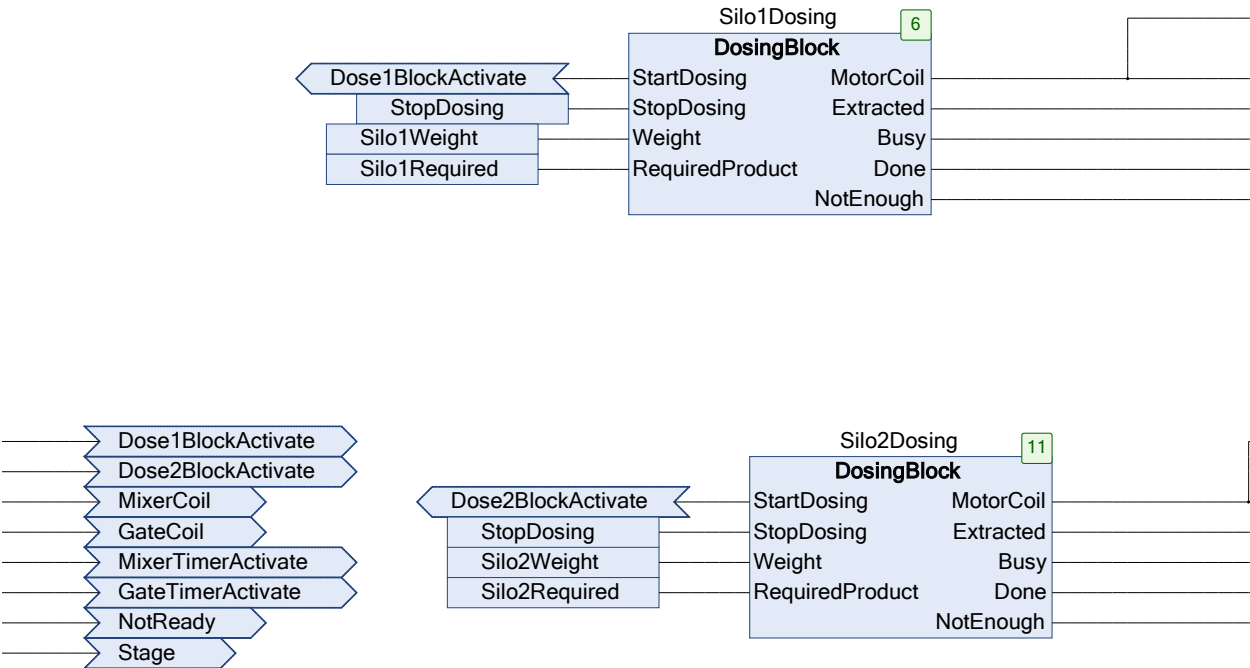 Silo1Dosing
6
DosingBlock
Dose1BlockActivate
StartDosing
MotorCoil
StopDosing
StopDosing
Extracted
Silo1Weight
Weight
Busy
Silo1Required
RequiredProduct
Done
NotEnough
Dose1BlockActivate
Dose2BlockActivate
MixerCoil
GateCoil
MixerTimerActivate
GateTimerActivate
NotReady
Stage
Silo2Dosing
11
DosingBlock
Dose2BlockActivate
StartDosing
MotorCoil
StopDosing
StopDosing
Extracted
Silo2Weight
Weight
Busy
Silo2Required
RequiredProduct
Done
NotEnough